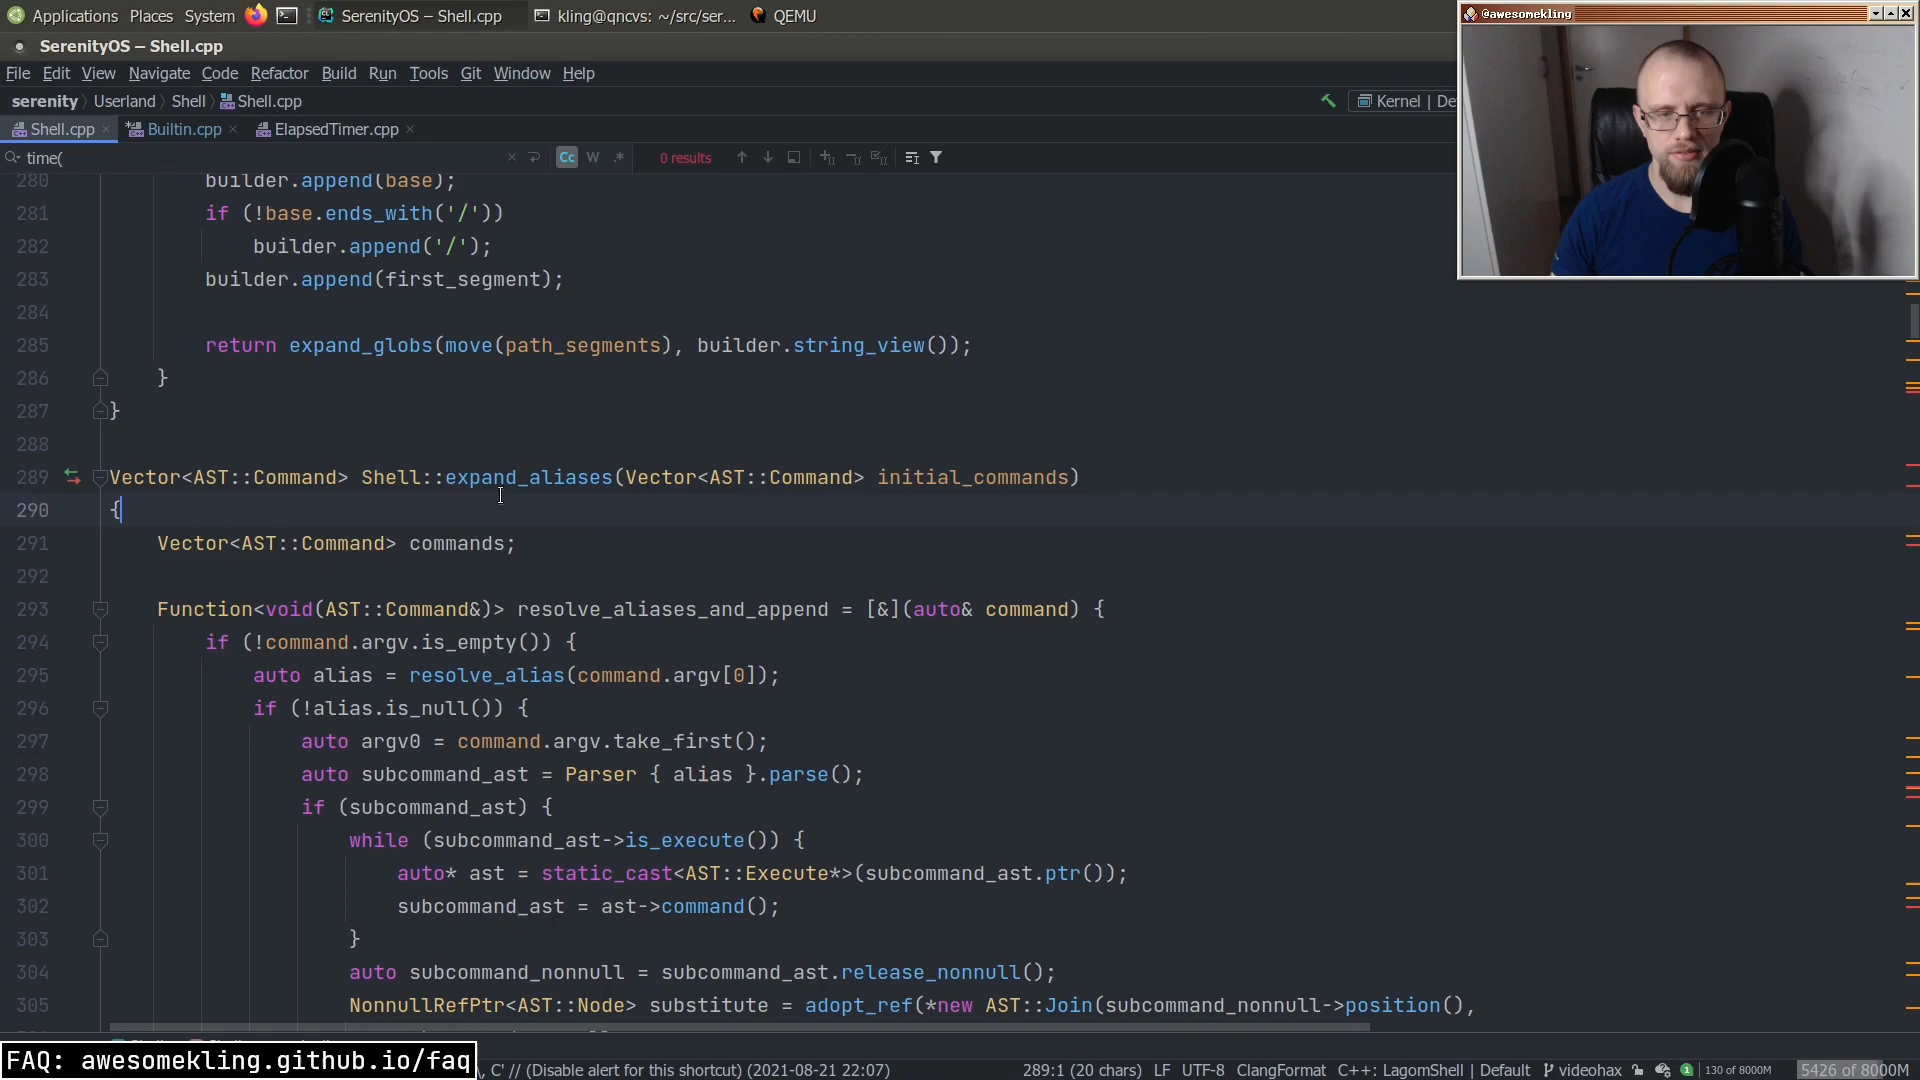 Applications Places System SerenityOS – Shell.cpp kling@qncvs: ~/src/ser... QEMU
@awesomekling
SerenityOS – Shell.cpp
File Edit View Navigate Code Refactor Build Run Tools Git Window Help
serenity Userland Shell Shell.cpp Kernel | De
Shell.cpp Builtin.cpp ElapsedTimer.cpp
time( Cc W .* 0 results
280 builder.append(base);
281 if (!base.ends_with('/'))
282 builder.append('/');
283 builder.append(first_segment);
284
285 return expand_globs(move(path_segments), builder.string_view());
286 }
287 }
288
289 Vector<AST::Command> Shell::expand_aliases(Vector<AST::Command> initial_commands)
290 {
291 Vector<AST::Command> commands;
292
293 Function<void(AST::Command&)> resolve_aliases_and_append = [&](auto& command) {
294 if (!command.argv.is_empty()) {
295 auto alias = resolve_alias(command.argv[0]);
296 if (!alias.is_null()) {
297 auto argv0 = command.argv.take_first();
298 auto subcommand_ast = Parser { alias }.parse();
299 if (subcommand_ast) {
300 while (subcommand_ast->is_execute()) {
301 auto* ast = static_cast<AST::Execute*>(subcommand_ast.ptr());
302 subcommand_ast = ast->command();
303 }
304 auto subcommand_nonnull = subcommand_ast.release_nonnull();
305 NonnullRefPtr<AST::Node> substitute = adopt_ref(*new AST::Join(subcommand_nonnull->position(),
FAQ: awesomekling.github.io/faq
, C' // (Disable alert for this shortcut) (2021-08-21 22:07) 289:1 (20 chars) LF UTF-8 ClangFormat C++: LagomShell | Default videohax 1 130 of 8000M 5426 of 8000M